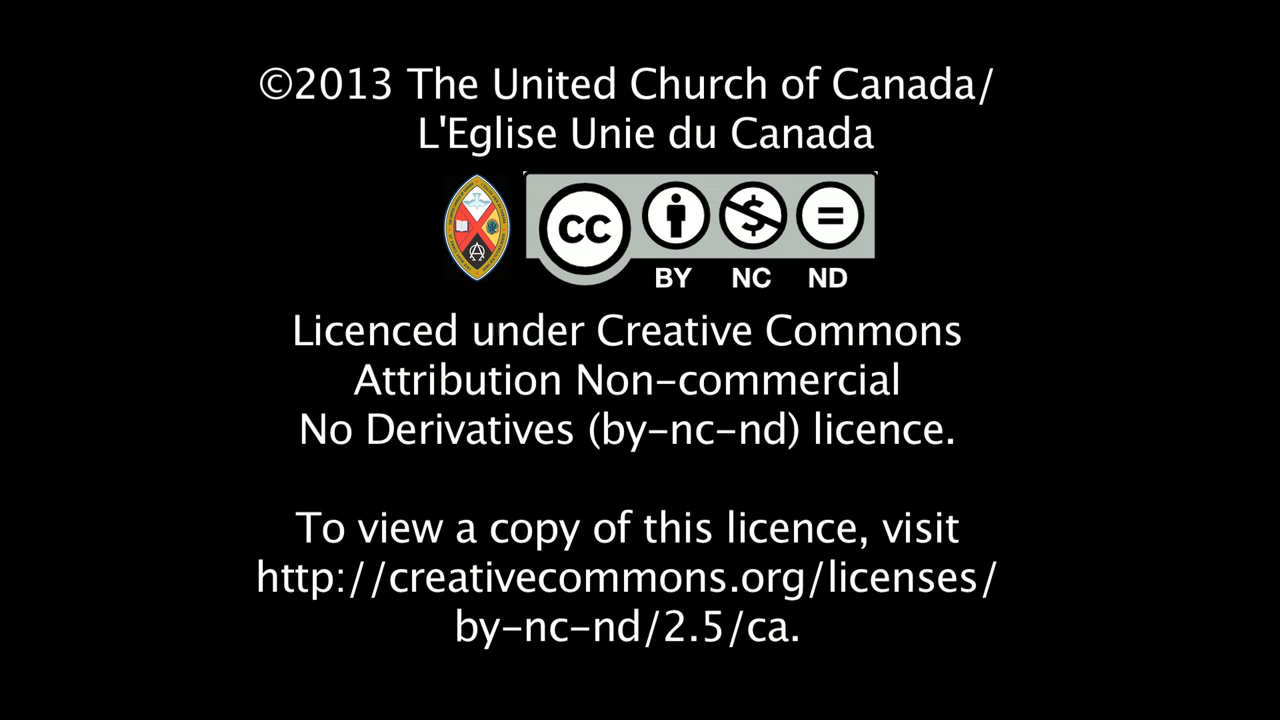 ©2013 The United Church of Canada/
L'Eglise Unie du Canada
cc
BY NC ND
Licenced under Creative Commons
Attribution Non-commercial
No Derivatives (by-nc-nd) licence.
To view a copy of this licence, visit
http://creativecommons.org/licenses/
by-nc-nd/2.5/ca.